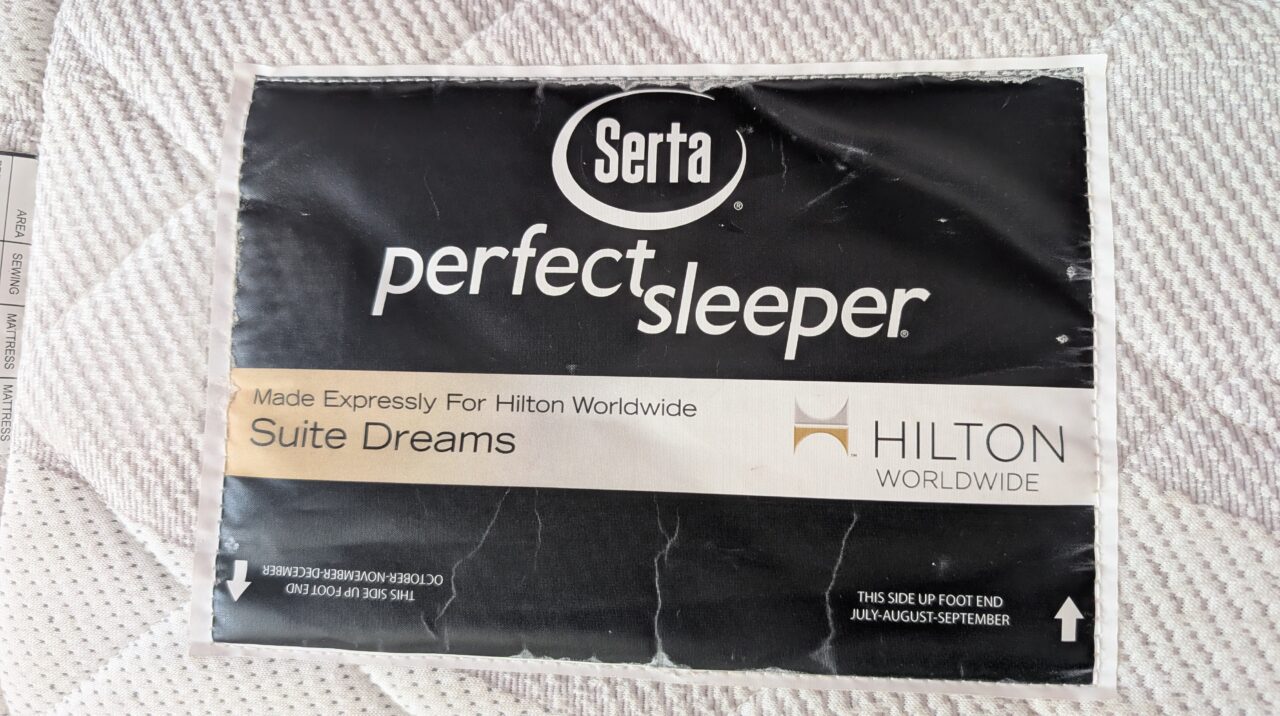 Serta
®
perfect
sleeper®
Made Expressly For Hilton Worldwide
Suite Dreams
™
HILTON
WORLDWIDE
THIS SIDE UP FOOT END
OCTOBER-NOVEMBER-DECEMBER
THIS SIDE UP FOOT END
JULY-AUGUST-SEPTEMBER
AREA
SEWING
MATTRESS
MATTRESS